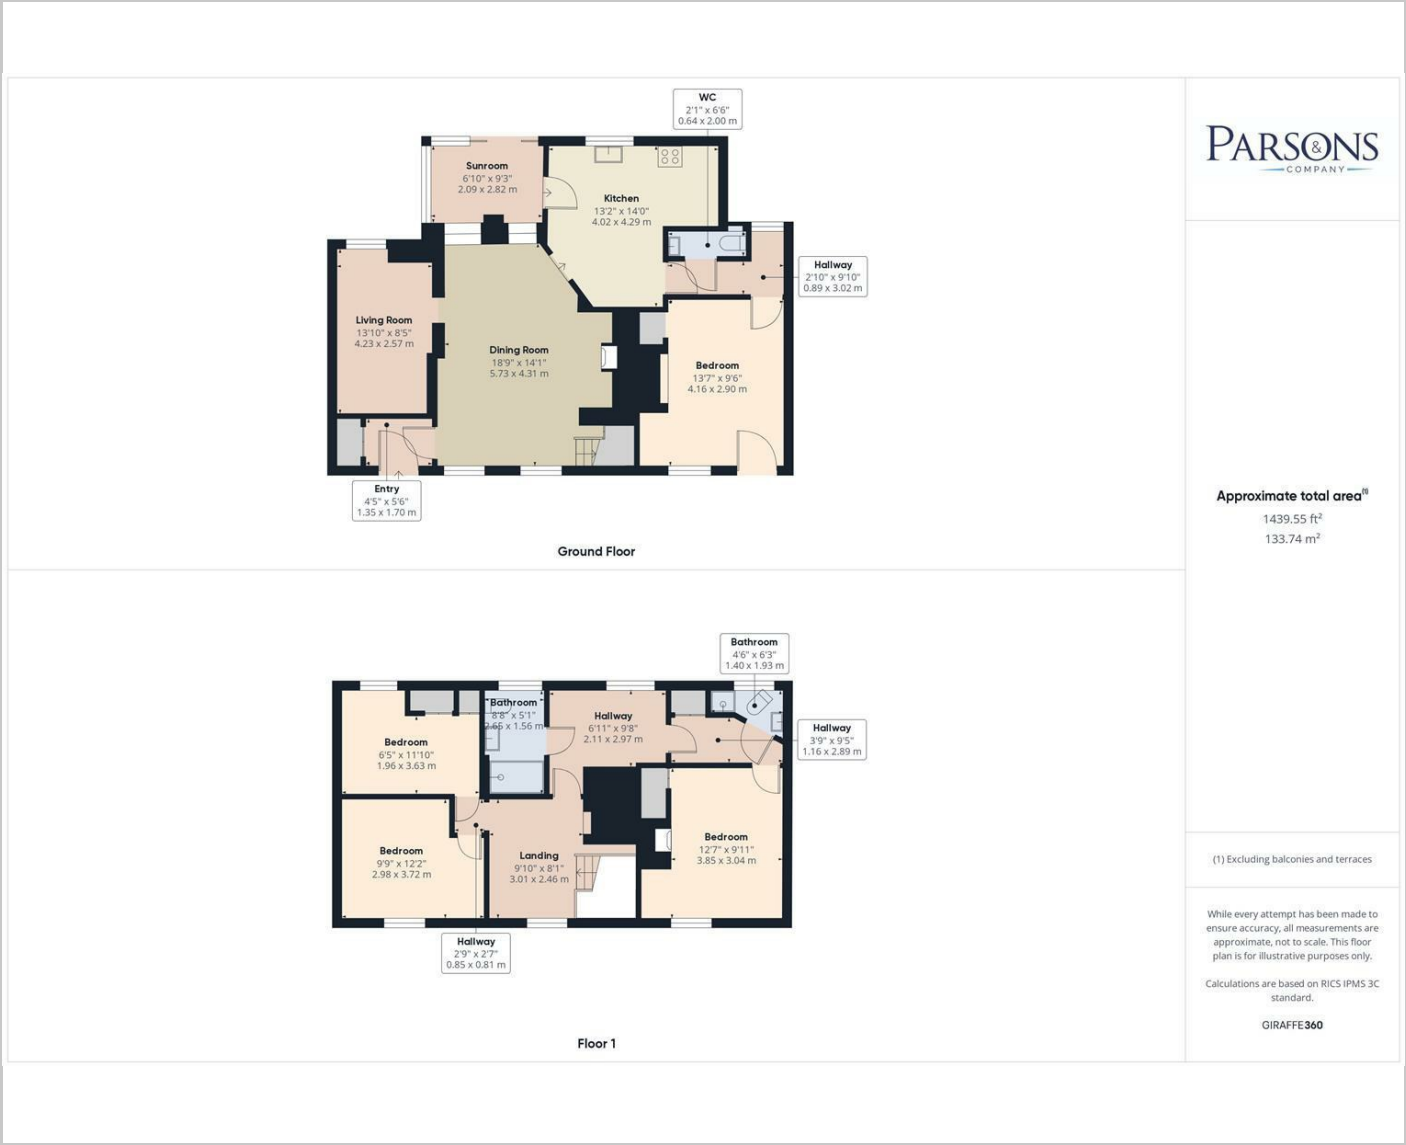 WC
2'1" x 6'6"
0.64 x 2.00 m
Sunroom
6'10" x 9'3"
2.09 x 2.82 m
Kitchen
13'2" x 14'0"
4.02 x 4.29 m
Hallway
2'10" x 9'10"
0.89 x 3.02 m
Living Room
13'10" x 8'5"
4.23 x 2.57 m
Dining Room
18'9" x 14'1"
5.73 x 4.31 m
Bedroom
13'7" x 9'6"
4.16 x 2.90 m
Entry
4'5" x 5'6"
1.35 x 1.70 m
Ground Floor
Bathroom
4'6" x 6'3"
1.40 x 1.93 m
Bathroom
8'8" x 5'1"
2.65 x 1.56 m
Hallway
6'11" x 9'8"
2.11 x 2.97 m
Hallway
3'9" x 9'5"
1.16 x 2.89 m
Bedroom
6'5" x 11'10"
1.96 x 3.63 m
Bedroom
9'9" x 12'2"
2.98 x 3.72 m
Landing
9'10" x 8'1"
3.01 x 2.46 m
Bedroom
12'7" x 9'11"
3.85 x 3.04 m
Hallway
2'9" x 2'7"
0.85 x 0.81 m
Floor 1
PARSONS
&
COMPANY
Approximate total area(1)
1439.55 ft²
133.74 m²
(1) Excluding balconies and terraces
While every attempt has been made to
ensure accuracy, all measurements are
approximate, not to scale. This floor
plan is for illustrative purposes only.
Calculations are based on RICS IPMS 3C
standard.
GIRAFFE360